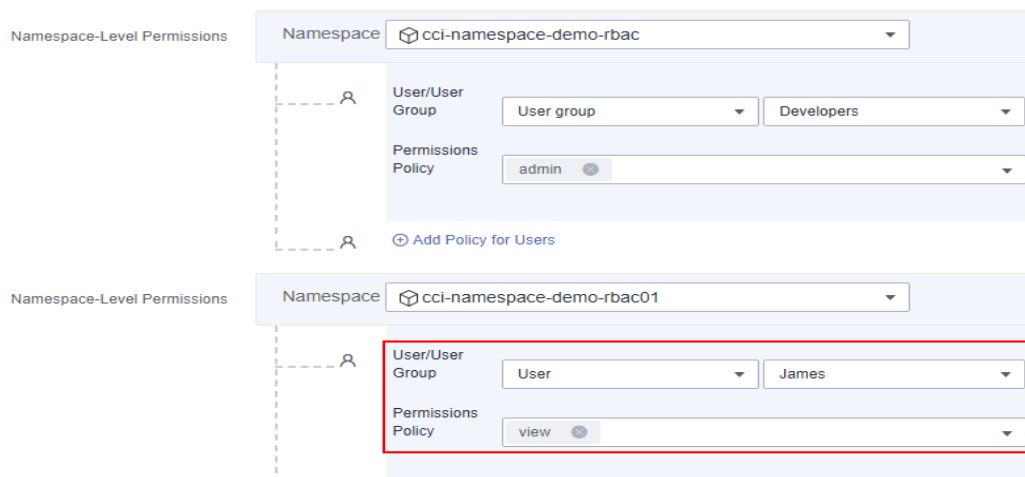 Namespace-Level Permissions
Namespace
cci-namespace-demo-rbac
User/User
Group
User group
Developers
Permissions
Policy
admin
Add Policy for Users
Namespace-Level Permissions
Namespace
cci-namespace-demo-rbac01
User/User
Group
User
James
Permissions
Policy
view